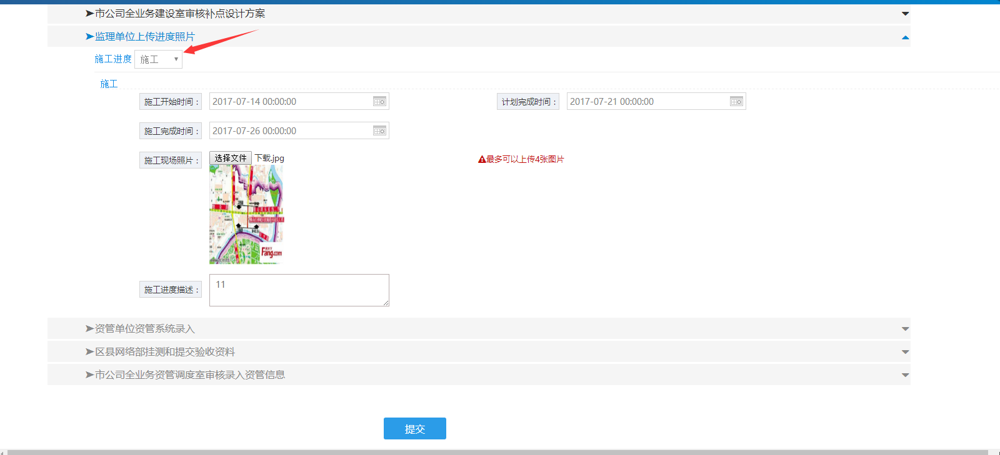 ➤市公司全业务建设室审核补点设计方案
➤监理单位上传进度照片
施工进度 施工
施工
施工开始时间： 2017-07-14 00:00:00 计划完成时间： 2017-07-21 00:00:00
施工完成时间： 2017-07-26 00:00:00
施工现场照片： 选择文件 下载.jpg 最多可以上传4张图片
Fang.com
施工进度描述： 11
➤资管单位资管系统录入
➤区县网络部挂测和提交验收资料
➤市公司全业务资管调度室审核录入资管信息
提交